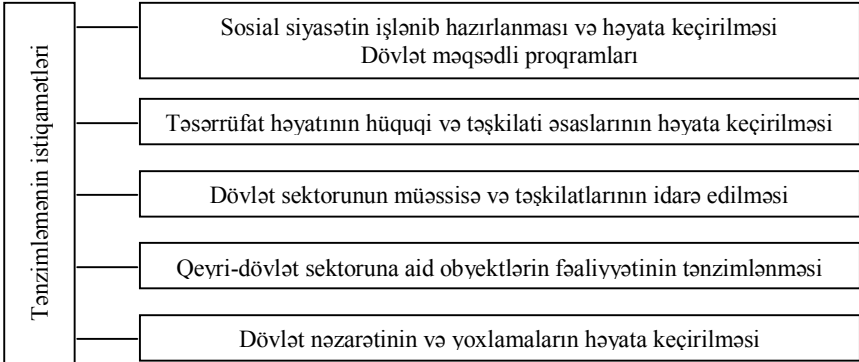 Tənzimləmənin istiqamətləri
Sosial siyasətin işlənib hazırlanması və həyata keçirilməsi
Dövlət məqsədli proqramları
Təsərrüfat həyatının hüquqi və təşkilati əsaslarının həyata keçirilməsi
Dövlət sektorunun müəssisə və təşkilatlarının idarə edilməsi
Qeyri-dövlət sektoruna aid obyektlərin fəaliyyətinin tənzimlənməsi
Dövlət nəzarətinin və yoxlamaların həyata keçirilməsi